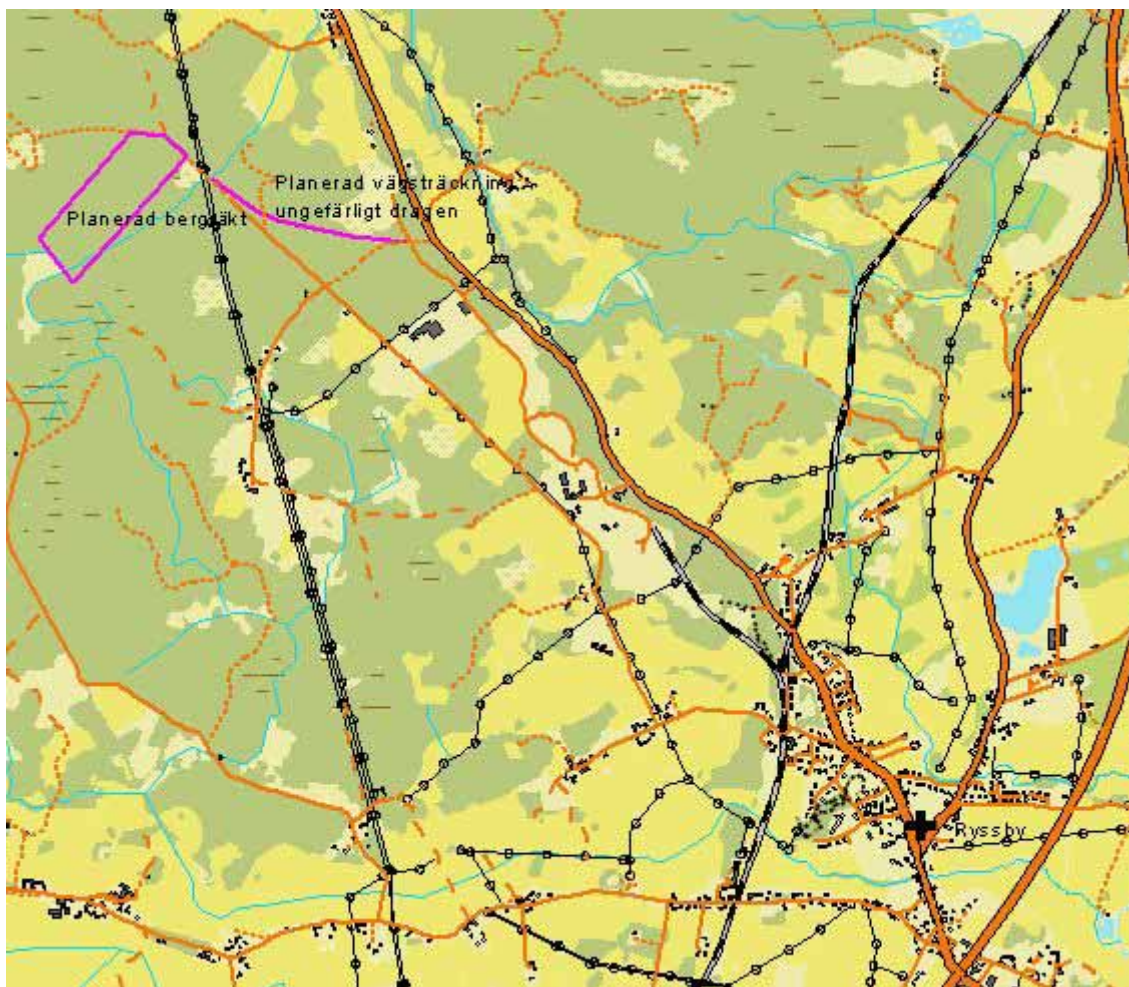 Planerad vägsträckning,
ungefärligt dragen
Planerad bergtäkt
Ryssby